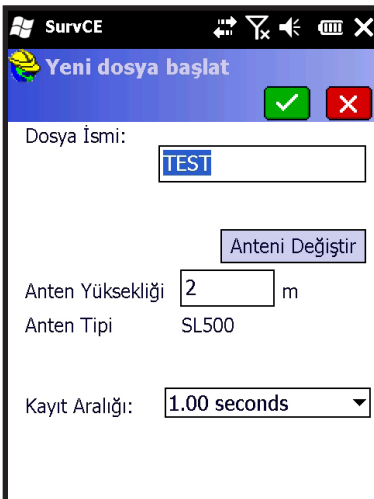 SurvCE
Yeni dosya başlat
Dosya İsmi:
TEST
Anteni Değiştir
Anten Yüksekliği 2 m
Anten Tipi SL500
Kayıt Aralığı: 1.00 seconds